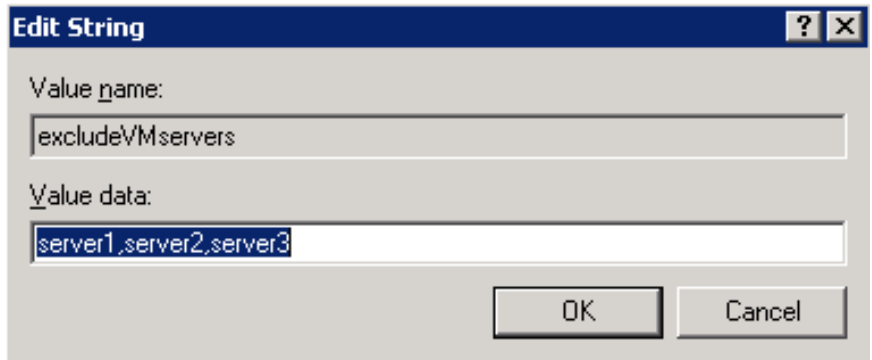 Edit String
? X
Value name:
excludeVMservers
Value data:
server1,server2,server3
OK Cancel